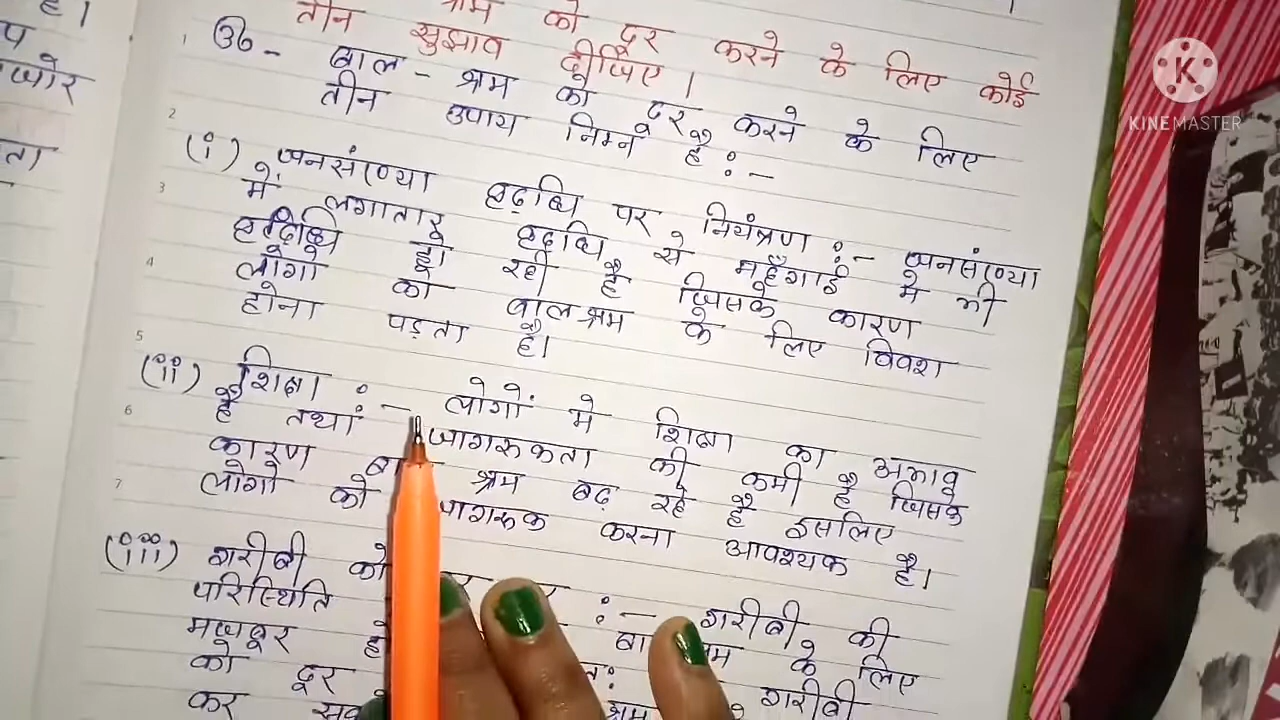 है।
जोर
ता
श्रम को दूर करने के लिए कोई
तीन सुझाव दीजिए।
उ०- बाल-श्रम को दूर करने के लिए
तीन उपाय निम्न है :-
(i) जनसंख्या वृद्धि पर नियंत्रण :- जनसंख्या
में लगातार वृद्धि से महँगाई मे भी
वृद्धि हो रही है जिसके कारण
लोगो को बाल-श्रम के लिए विवश
होना पड़ता है।
(ii) शिक्षा :- लोगों मे शिक्षा का अभाव
है तथां जागरूकता की कमी है जिसके
कारण श्रम बढ़ रहे है इसलिए
लोगो को जागरूक करना आवश्यक है।
(iii) गरीबी को :- गरीबी की
परिस्थिति के लिए
मजबूर
को दूर गरीबी
कर
KINEMASTER